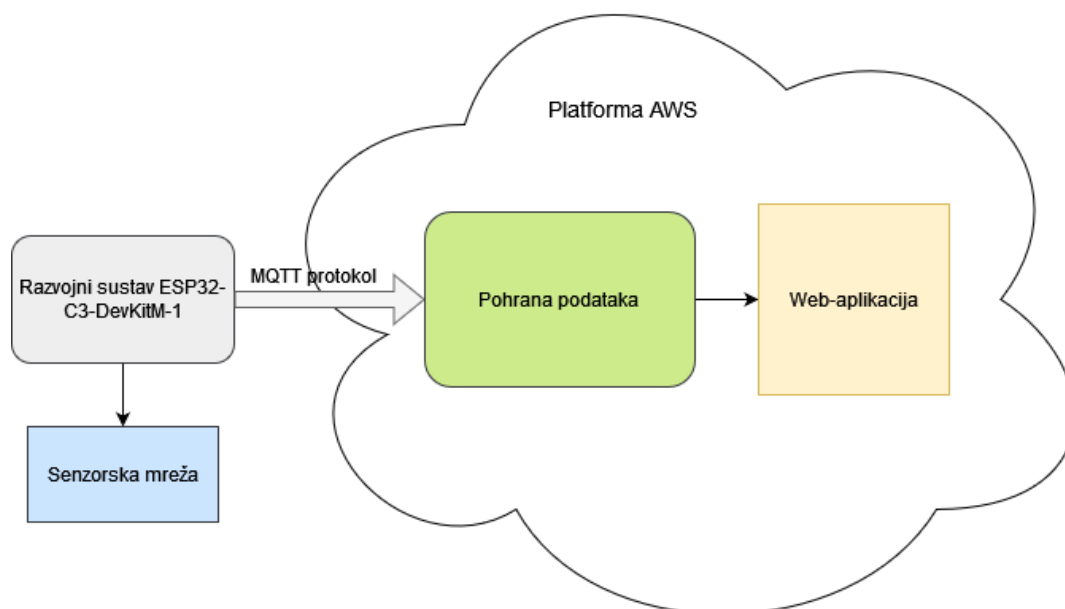 Platforma AWS
Razvojni sustav ESP32-
C3-DevKitM-1
MQTT protokol
Pohrana podataka
Web-aplikacija
Senzorska mreža